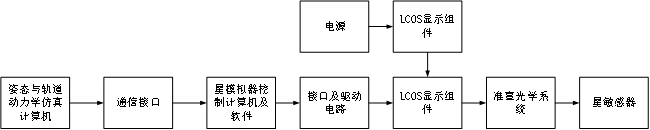 电源
LCOS显示组
件
姿态与轨道
动力学仿真
计算机
通信接口
星模拟器控
制计算机及
软件
接口及驱动
电路
LCOS显示组
件
准直光学系
统
星敏感器